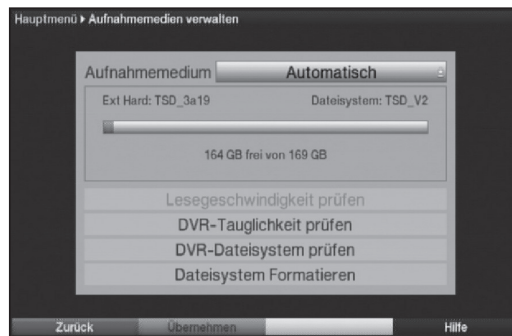 Hauptmenü ▸ Aufnahmemedien verwalten
Aufnahmemedium Automatisch
Ext Hard: TSD_3a19 Dateisystem: TSD_V2
164 GB frei von 169 GB
Lesegeschwindigkeit prüfen
DVR-Tauglichkeit prüfen
DVR-Dateisystem prüfen
Dateisystem Formatieren
Zurück Übernehmen Hilfe